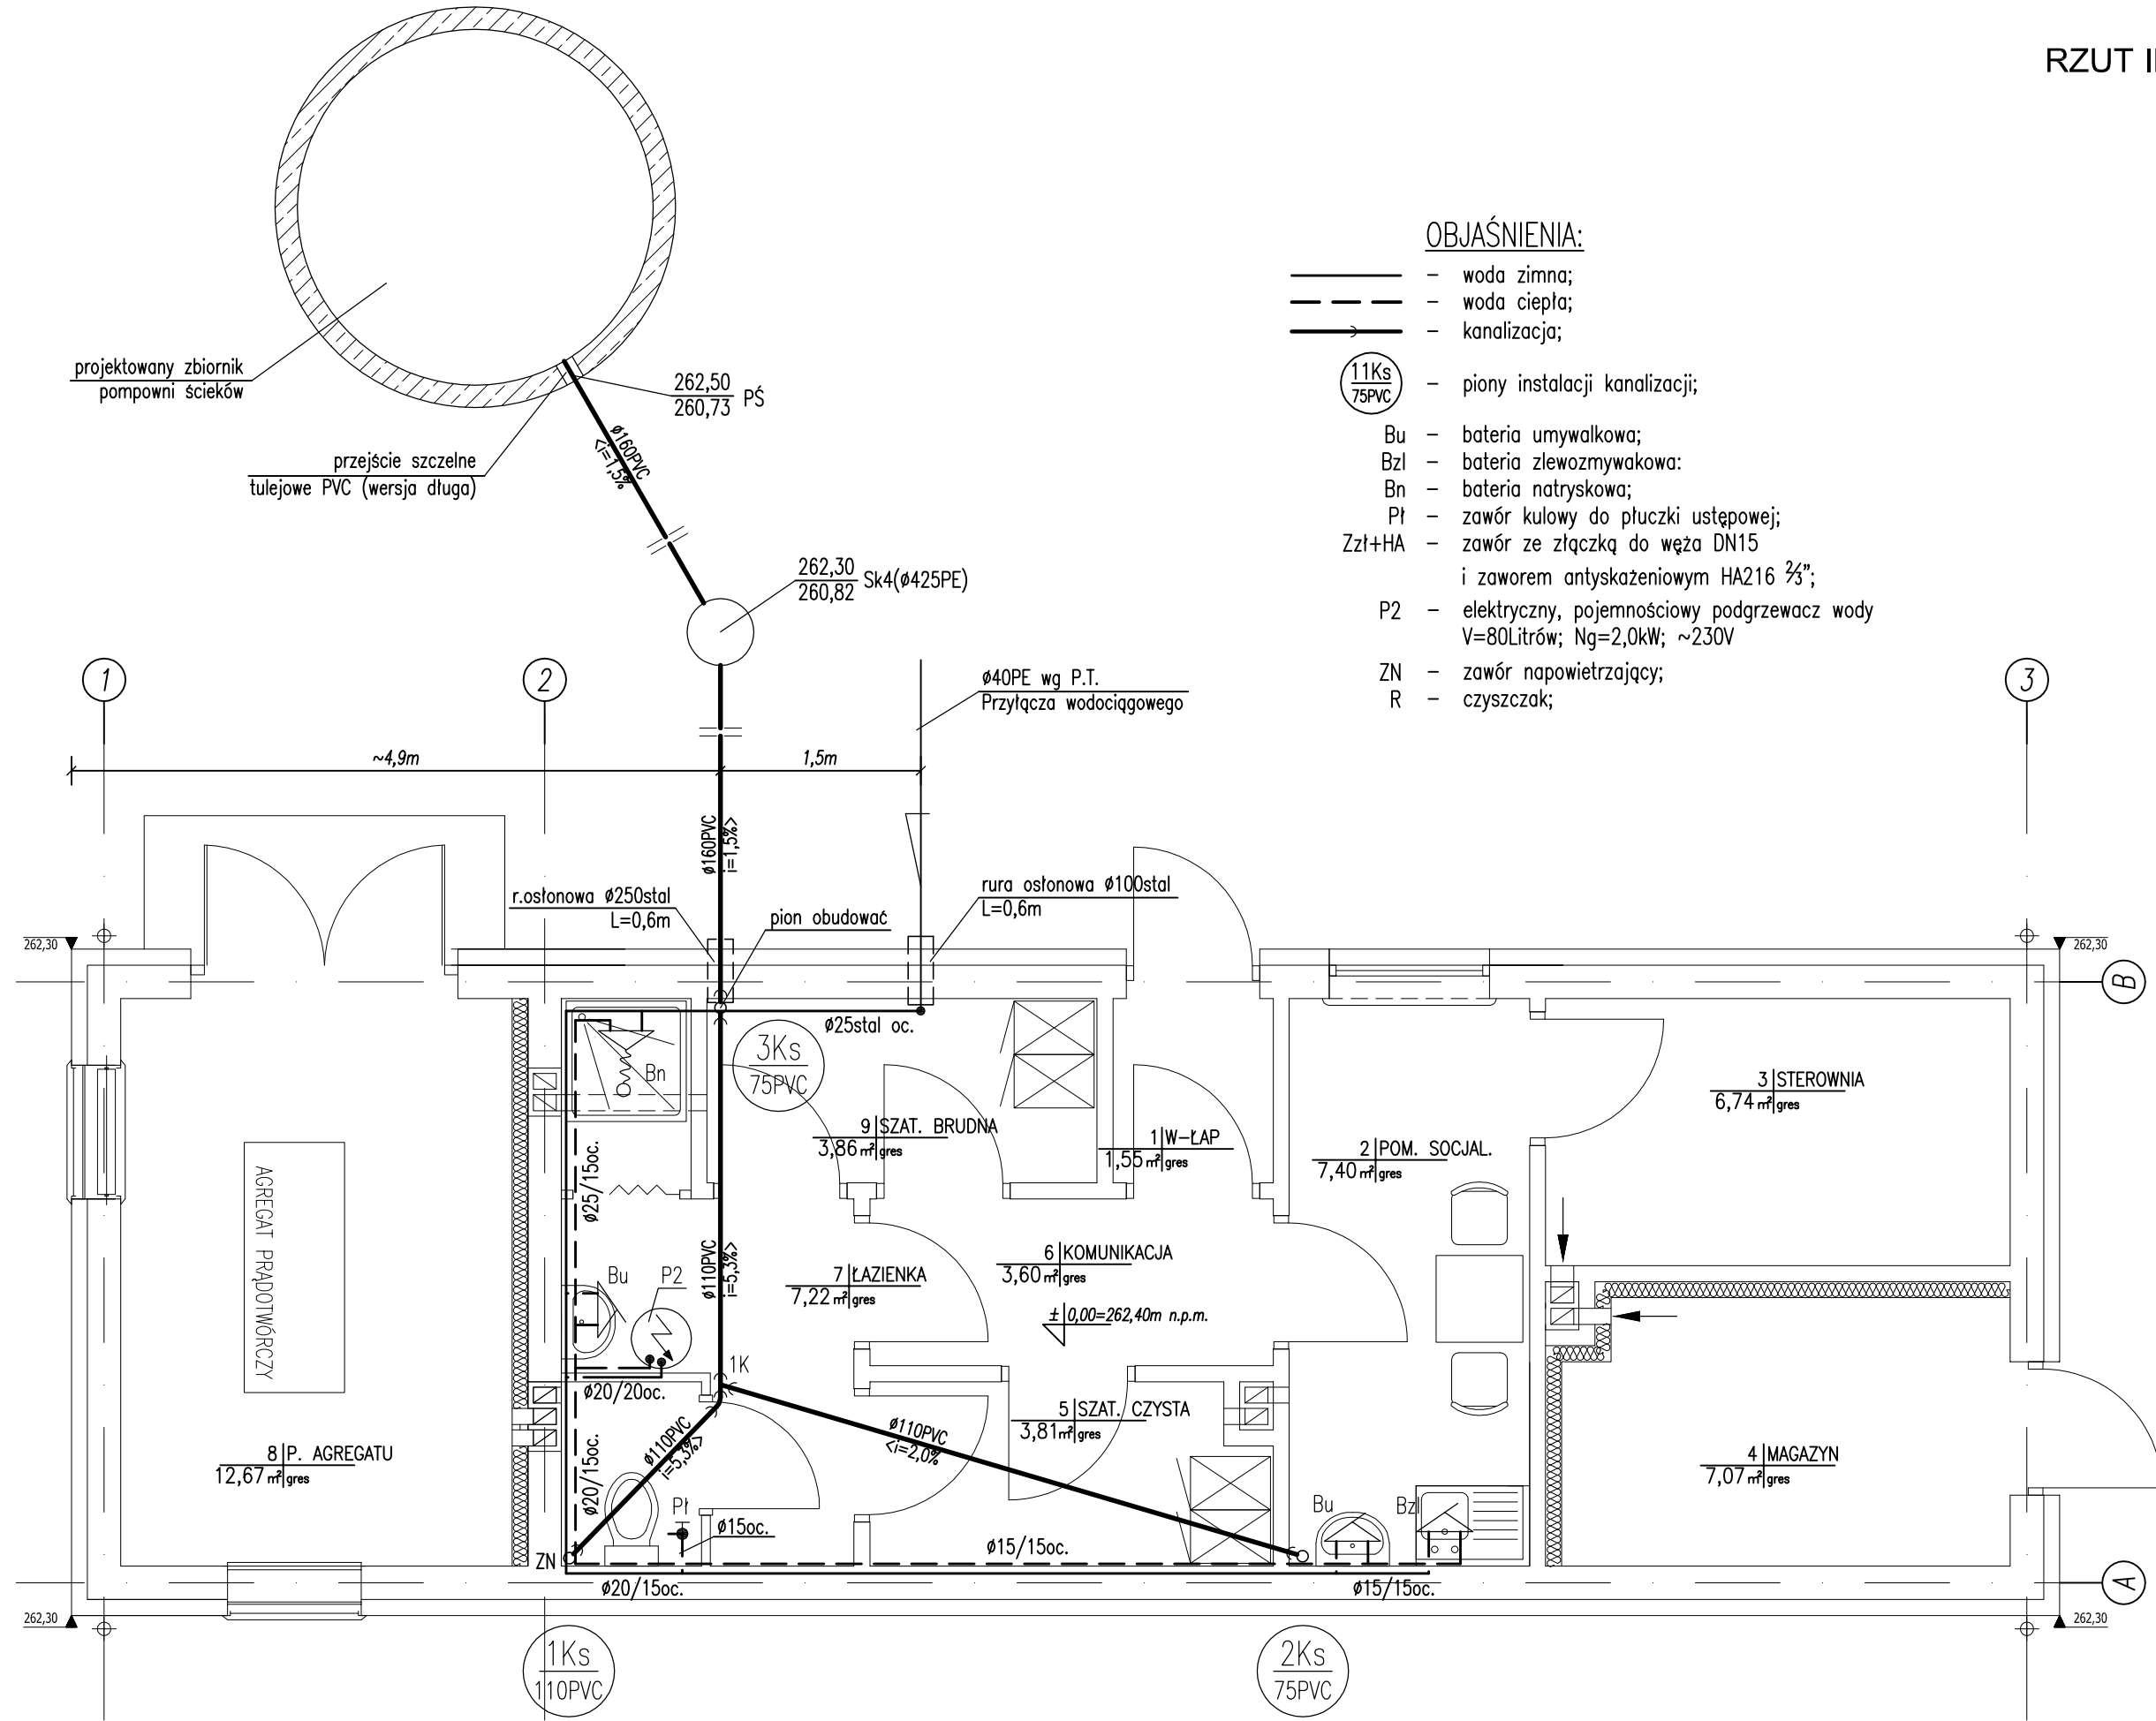 RZUT
OBJAŚNIENIA:
– woda zimna;
– woda ciepła;
– kanalizacja;
11Ks
75PVC
– piony instalacji kanalizacji;
Bu – bateria umywalkowa;
Bzl – bateria zlewozmywakowa:
Bn – bateria natryskowa;
Pł – zawór kulowy do płuczki ustępowej;
Zzł+HA – zawór ze złączką do węża DN15
i zaworem antyskażeniowym HA216 ⅔";
P2 – elektryczny, pojemnościowy podgrzewacz wody
V=80Litrów; Ng=2,0kW; ~230V
ZN – zawór napowietrzający;
R – czyszczak;
projektowany zbiornik
pompowni ścieków
262,50
260,73
PŚ
przejście szczelne
tulejowe PVC (wersja długa)
ø160PVC
<i=1,5%
262,30
260,82
Sk4(ø425PE)
ø40PE wg P.T.
Przyłącza wodociągowego
1
2
3
~4,9m
1,5m
ø160PVC
i=1,5%>
r.osłonowa ø250stal
L=0,6m
pion obudować
rura osłonowa ø100stal
L=0,6m
262,30
262,30
B
ø25stal oc.
3Ks
75PVC
Bn
9 SZAT. BRUDNA
3,86 m² gres
1 W-ŁAP
1,55 m² gres
2 POM. SOCJAL.
7,40 m² gres
3 STEROWNIA
6,74 m² gres
AGREGAT PRĄDOTWÓRCZY
ø25/15oc.
ø110PVC
i=5,3%>
Bu
P2
7 ŁAZIENKA
7,22 m² gres
6 KOMUNIKACJA
3,60 m² gres
± 0,00=262,40m n.p.m.
1K
ø20/20oc.
ø110PVC
i=5,3%>
ø110PVC
<i=2,0%
5 SZAT. CZYSTA
3,81 m² gres
8 P. AGREGATU
12,67 m² gres
4 MAGAZYN
7,07 m² gres
ø20/15oc.
Pł
ø15oc.
Bu
Bzl
ZN
ø15/15oc.
ø20/15oc.
ø15/15oc.
A
262,30
262,30
1Ks
110PVC
2Ks
75PVC